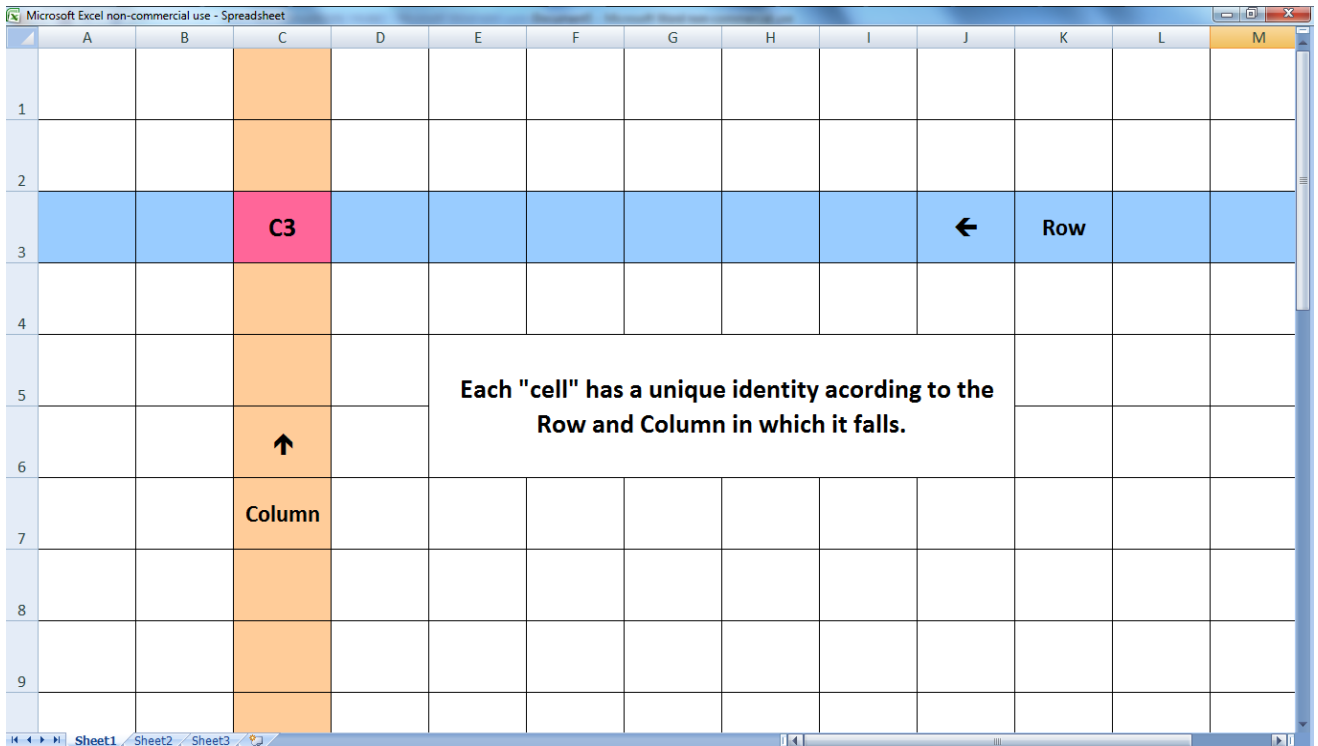 Microsoft Excel non-commercial use - Spreadsheet
A B C D E F G H I J K L M
1
2
3 C3 ← Row
4
5
Each "cell" has a unique identity acording to the
Row and Column in which it falls.
6 ↑
7 Column
8
9
Sheet1 Sheet2 Sheet3